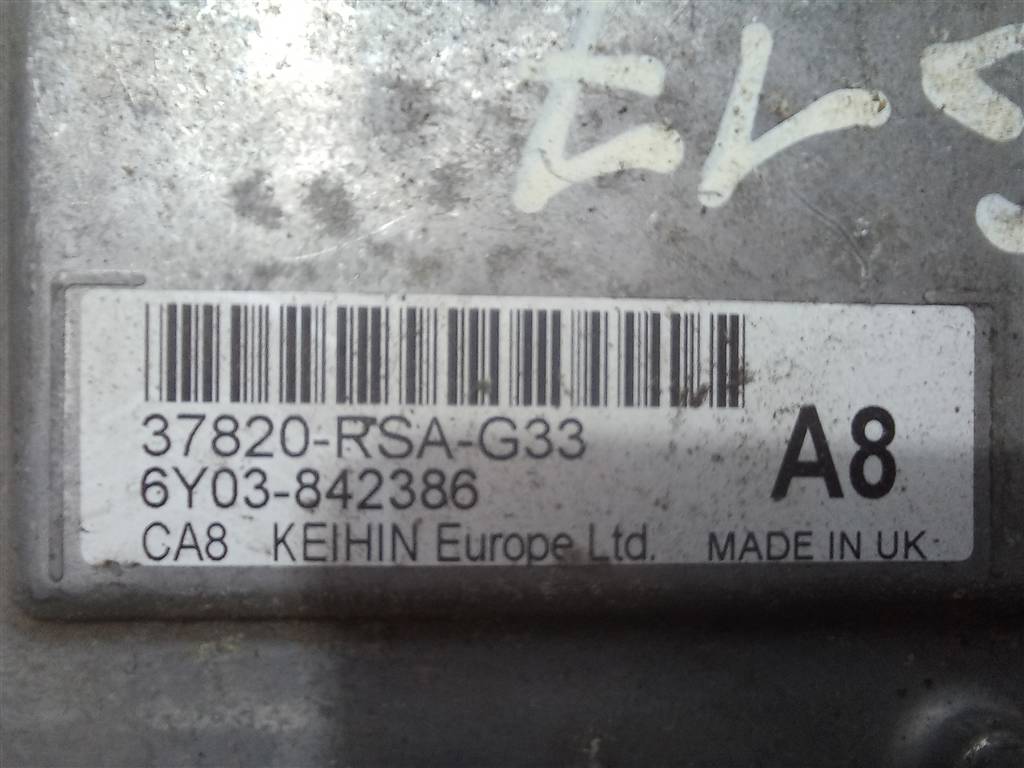 37820-RSA-G33
6Y03-842386
A8
CA8 KEIHIN Europe Ltd. MADE IN UK